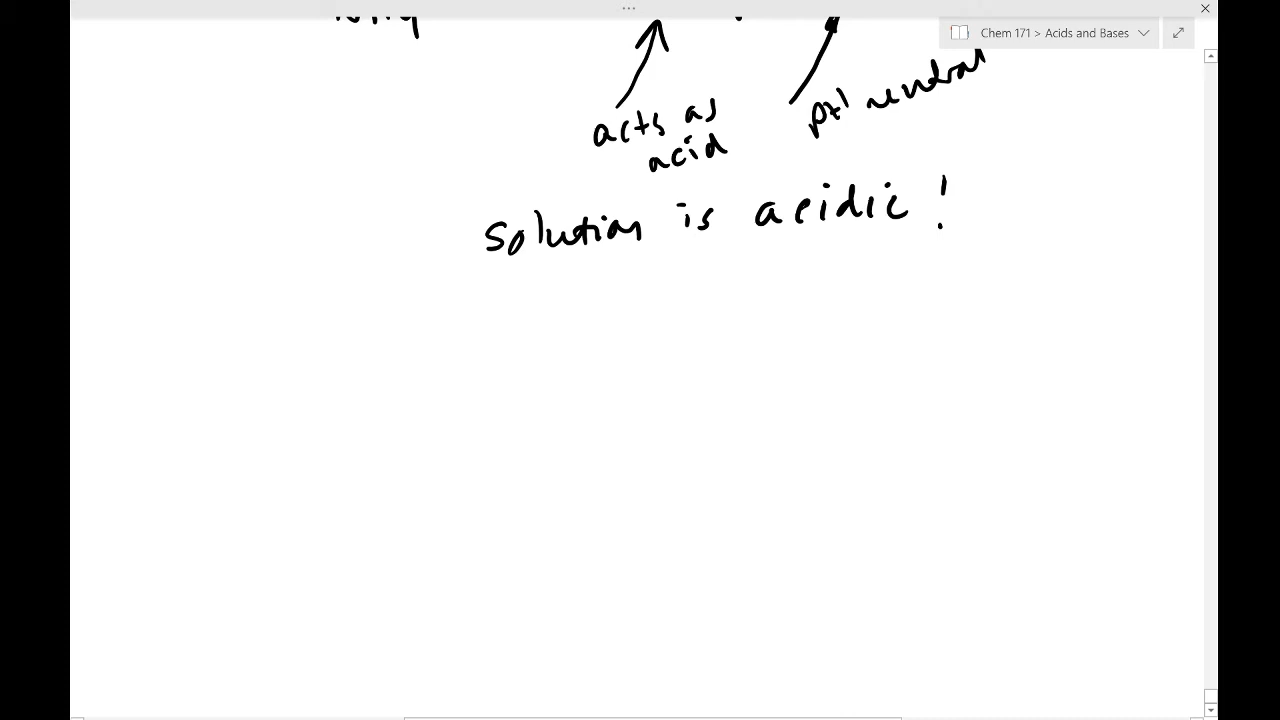 Chem 171 > Acids and Bases
acts as
acid
pH neutral
solution is acidic!